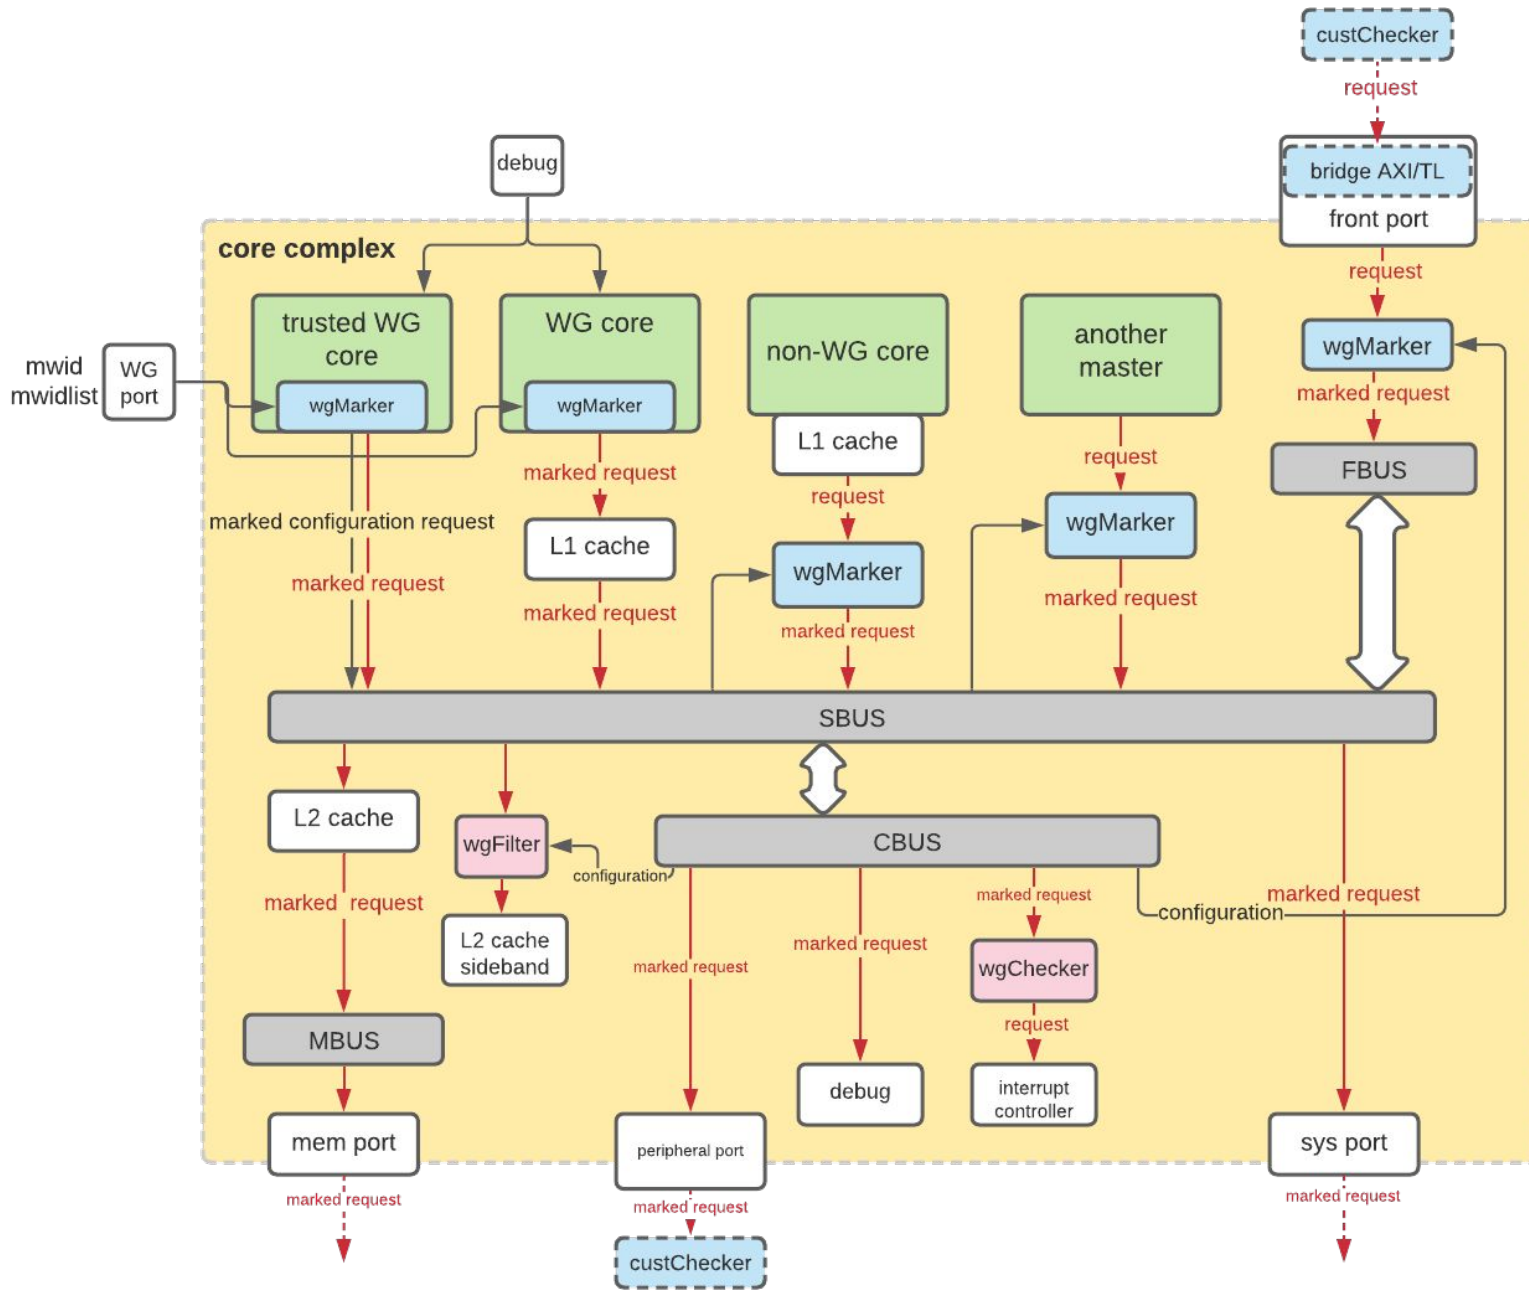 custChecker
request
debug
bridge AXI/TL
front port
core complex
request
trusted WG
core
wgMarker
WG core
wgMarker
non-WG core
L1 cache
another
master
wgMarker
marked request
mwid
mwidlist
WG
port
marked request
request
request
FBUS
marked configuration request
L1 cache
wgMarker
wgMarker
marked request
marked request
marked request
marked request
SBUS
L2 cache
wgFilter
CBUS
configuration
marked request
marked request
marked request
configuration
L2 cache
sideband
marked request
marked request
wgChecker
request
MBUS
debug
interrupt
controller
mem port
peripheral port
sys port
marked request
marked request
marked request
custChecker